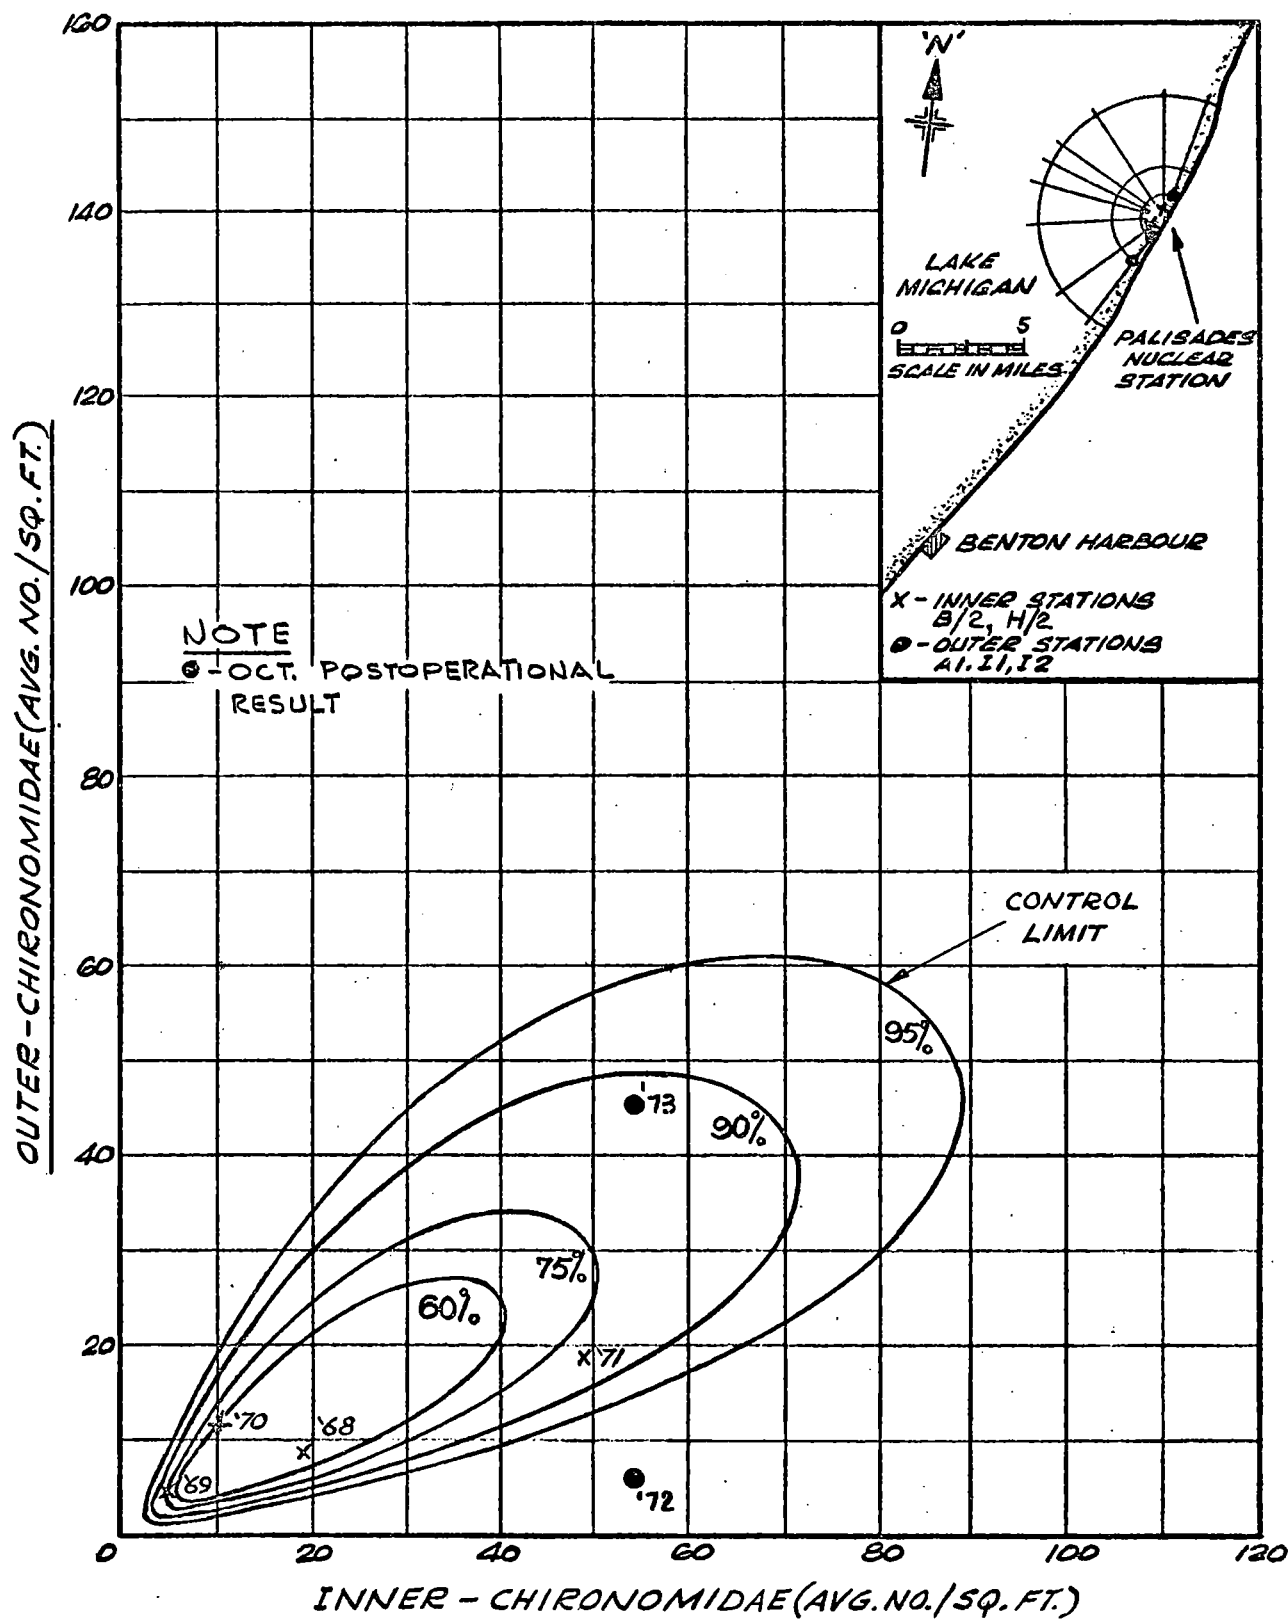 160
140
120
100
80
60
40
20
0
20
40
60
80
100
120
OUTER-CHIRONOMIDAE (AVG. NO./SQ. FT.)
INNER-CHIRONOMIDAE (AVG. NO./SQ. FT.)
NOTE
●-OCT. POSTOPERATIONAL
RESULT
'N'
LAKE
MICHIGAN
0 5
SCALE IN MILES
PALISADES
NUCLEAR
STATION
BENTON HARBOUR
X - INNER STATIONS
B/2, H/2
●-OUTER STATIONS
A1. I1, I2
CONTROL
LIMIT
95%
90%
75%
60%
'73
'71
'70
'68
'69
'72